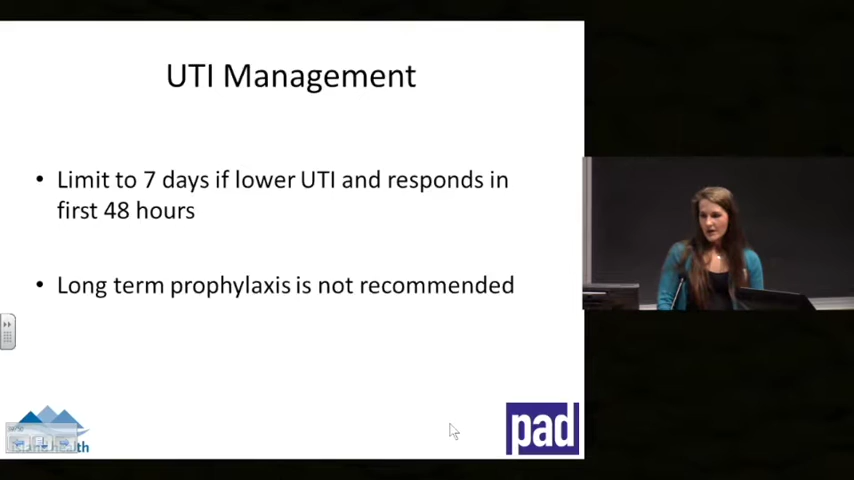 UTI Management
• Limit to 7 days if lower UTI and responds in
first 48 hours
• Long term prophylaxis is not recommended
pad